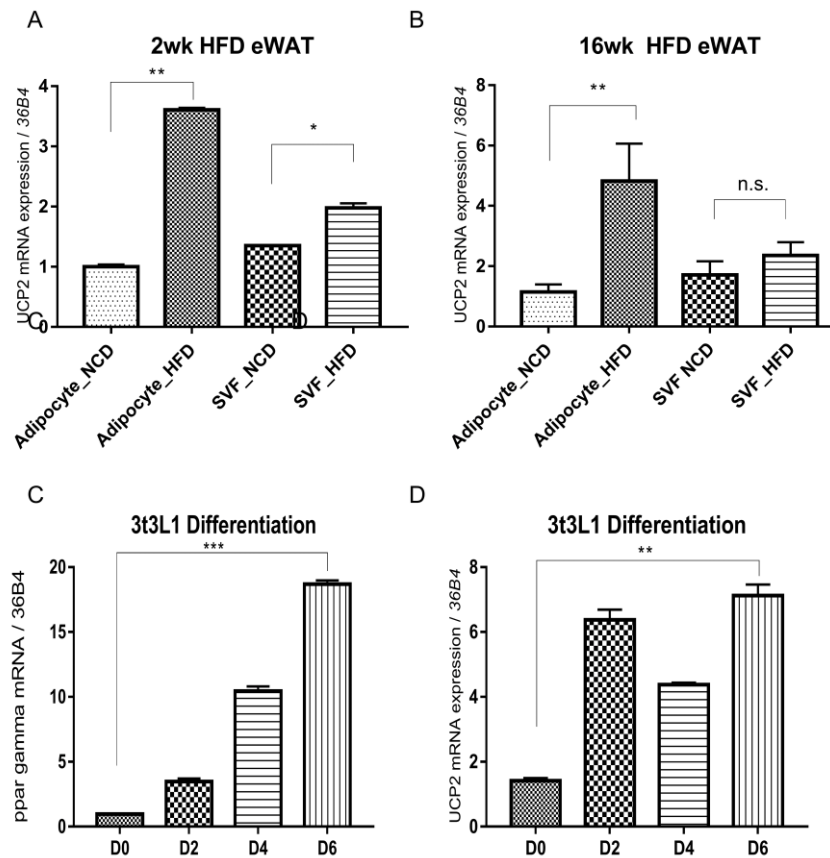 A
2wk HFD eWAT
**
*
UCP2 mRNA expression / 36B4
4
3
2
1
0
C
D
Adipocyte_NCD
Adipocyte_HFD
SVF_NCD
SVF_HFD
B
16wk HFD eWAT
**
n.s.
UCP2 mRNA expression / 36B4
8
6
4
2
0
Adipocyte_NCD
Adipocyte_HFD
SVF NCD
SVF_HFD
C
3t3L1 Differentiation
***
ppar gamma mRNA / 36B4
20
15
10
5
0
D0
D2
D4
D6
D
3t3L1 Differentiation
**
UCP2 mRNA expression / 36B4
8
6
4
2
0
D0
D2
D4
D6